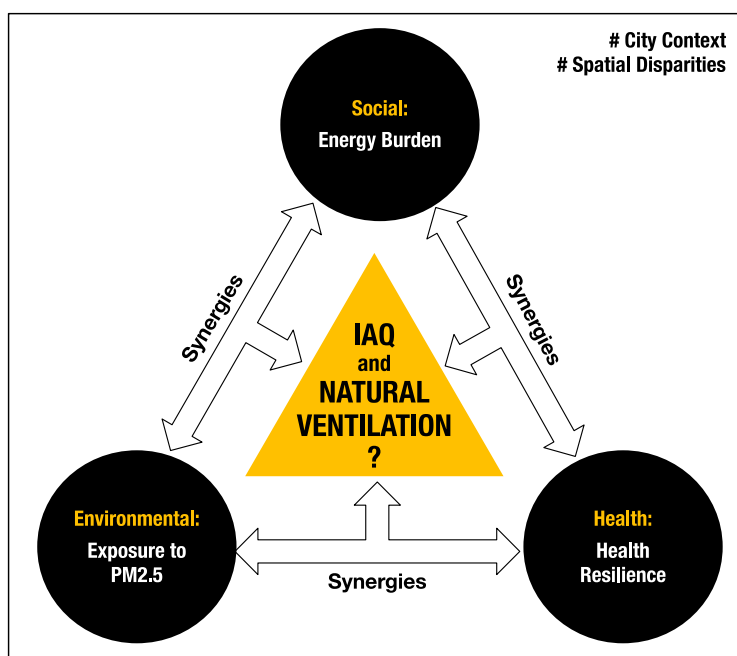 # City Context
# Spatial Disparities
Social:
Energy Burden
Synergies
Synergies
IAQ
and
NATURAL
VENTILATION
?
Environmental:
Exposure to
PM2.5
Health:
Health
Resilience
Synergies